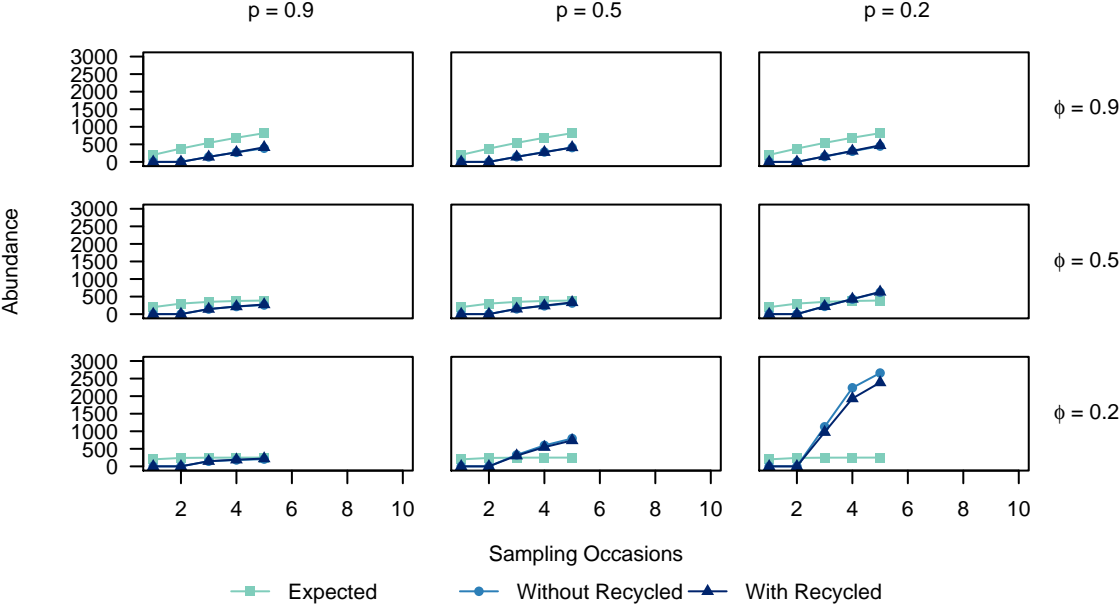 p = 0.9 p = 0.5 p = 0.2
3000
2500
2000
1500
1000
500
0
ϕ = 0.9
3000
2500
2000
1500
1000
500
0
ϕ = 0.5
Abundance
3000
2500
2000
1500
1000
500
0
ϕ = 0.2
2 4 6 8 10 2 4 6 8 10 2 4 6 8 10
Sampling Occasions
Expected Without Recycled With Recycled